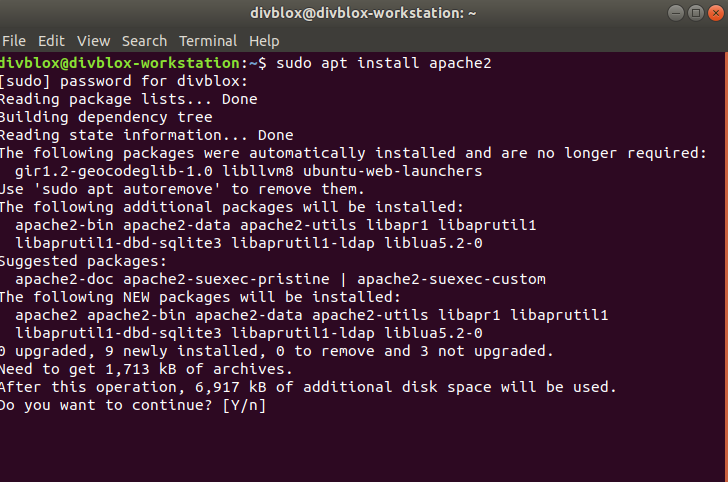 divblox@divblox-workstation: ~
File Edit View Search Terminal Help
divblox@divblox-workstation:~$ sudo apt install apache2
[sudo] password for divblox:
Reading package lists... Done
Building dependency tree
Reading state information... Done
The following packages were automatically installed and are no longer required:
  gir1.2-geocodeglib-1.0 libllvm8 ubuntu-web-launchers
Use 'sudo apt autoremove' to remove them.
The following additional packages will be installed:
  apache2-bin apache2-data apache2-utils libapr1 libaprutil1
  libaprutil1-dbd-sqlite3 libaprutil1-ldap liblua5.2-0
Suggested packages:
  apache2-doc apache2-suexec-pristine | apache2-suexec-custom
The following NEW packages will be installed:
  apache2 apache2-bin apache2-data apache2-utils libapr1 libaprutil1
  libaprutil1-dbd-sqlite3 libaprutil1-ldap liblua5.2-0
0 upgraded, 9 newly installed, 0 to remove and 3 not upgraded.
Need to get 1,713 kB of archives.
After this operation, 6,917 kB of additional disk space will be used.
Do you want to continue? [Y/n]